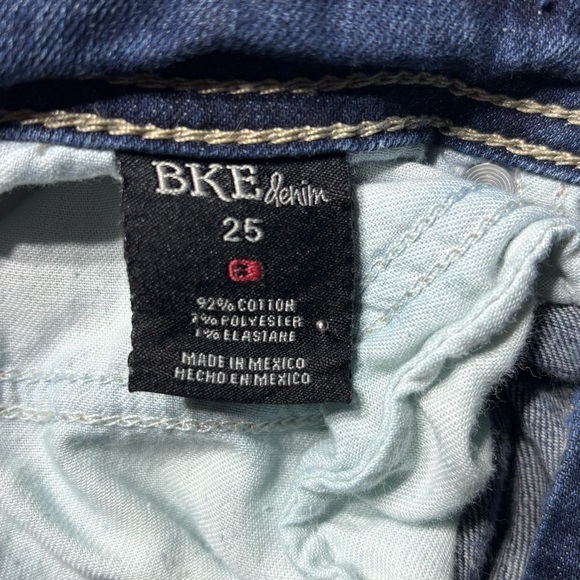 BKE denim
25
92% COTTON
7% POLYESTER
1% ELASTANE
MADE IN MEXICO
HECHO EN MEXICO